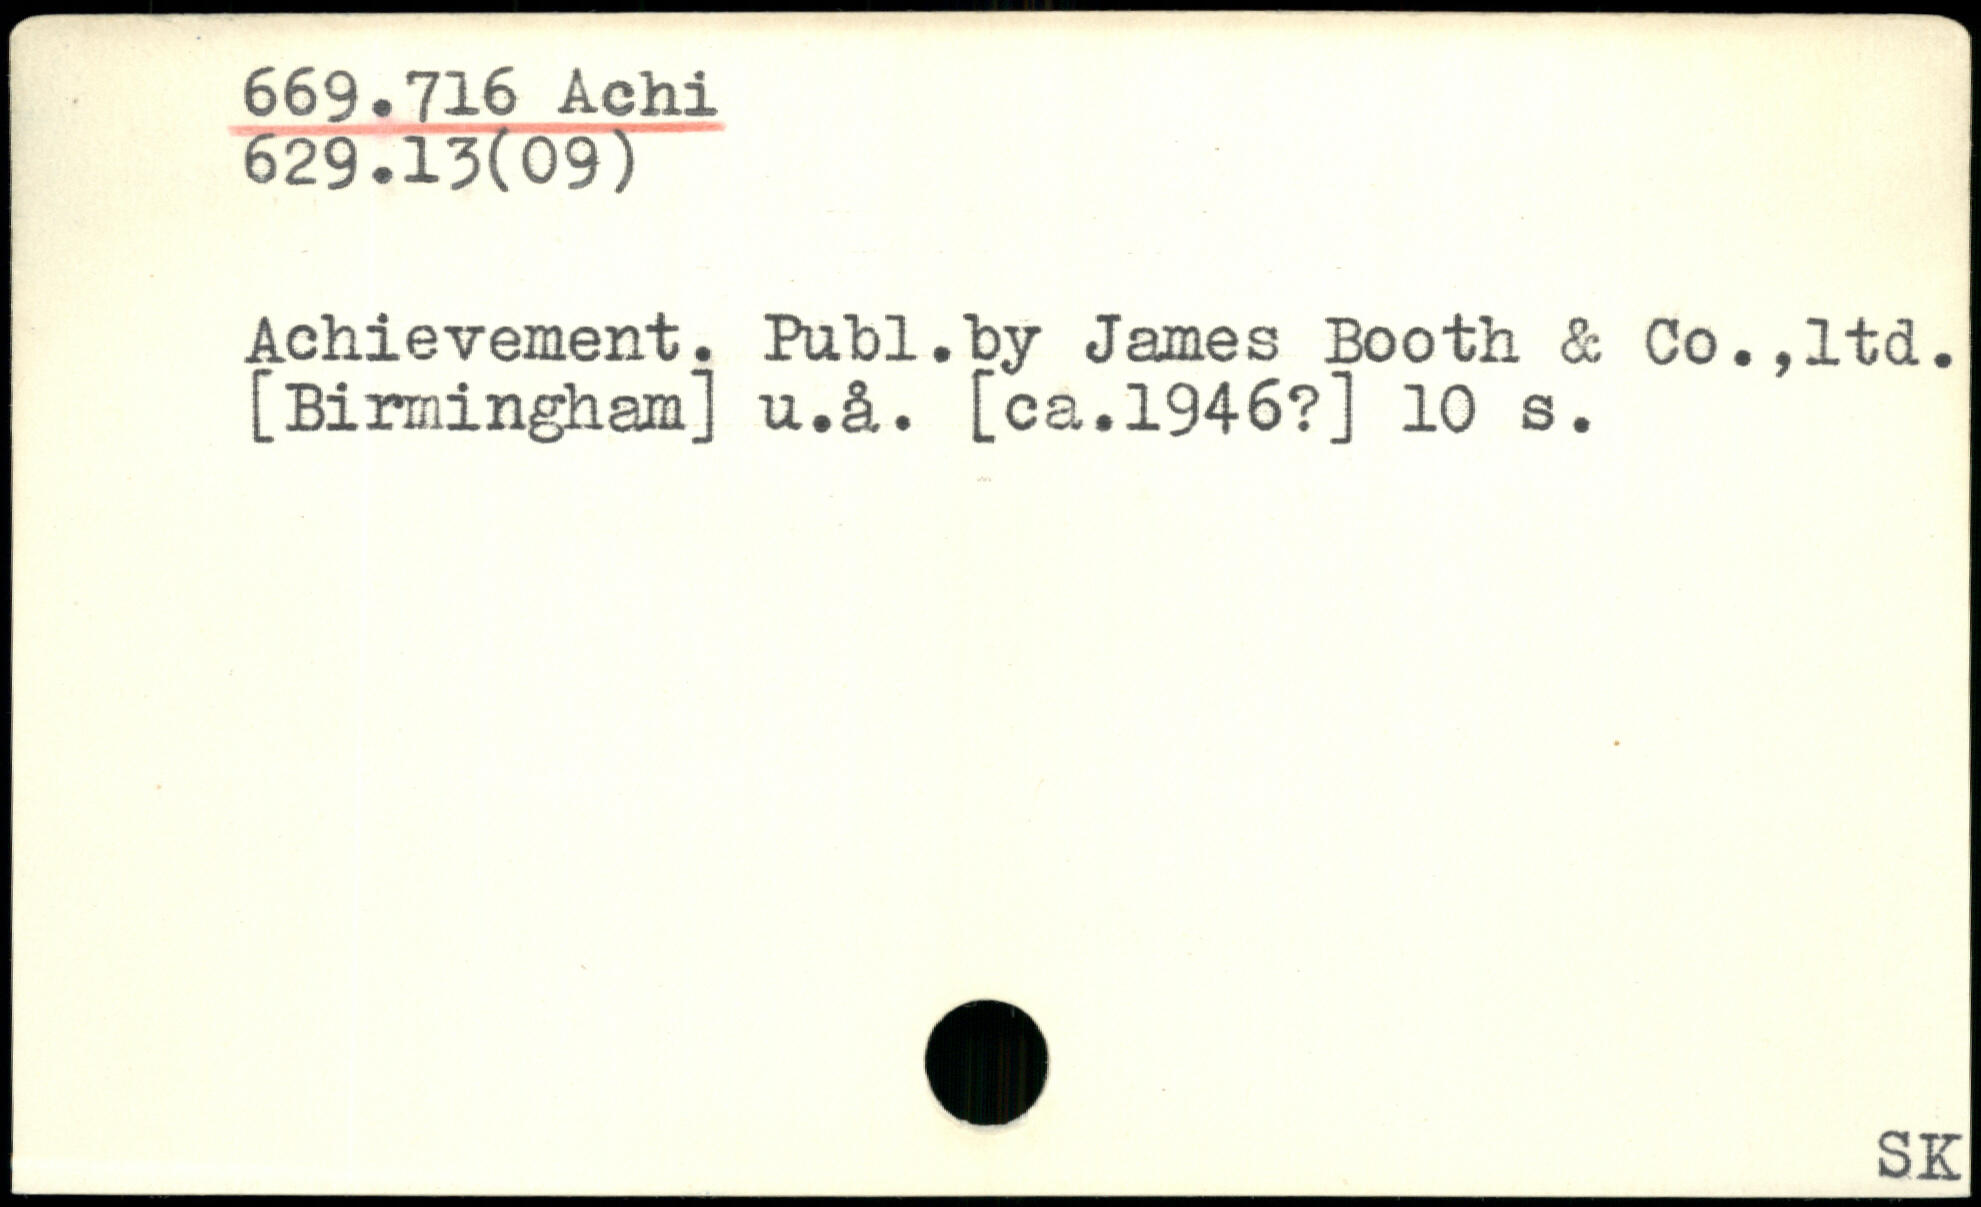 669.716 Achi
629.13(09)
Achievement. Publ.by James Booth & Co.,ltd.
[Birmingham] u.å. [ca.1946?] 10 s.
SK